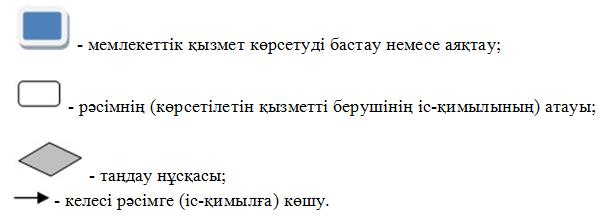 - мемлекеттік қызмет көрсетуді бастау немесе аяқтау;
- рәсімнің (көрсетілетін қызметті берушінің іс-қимылының) атауы;
- таңдау нұсқасы;
- келесі рәсімге (іс-қимылға) көшу.